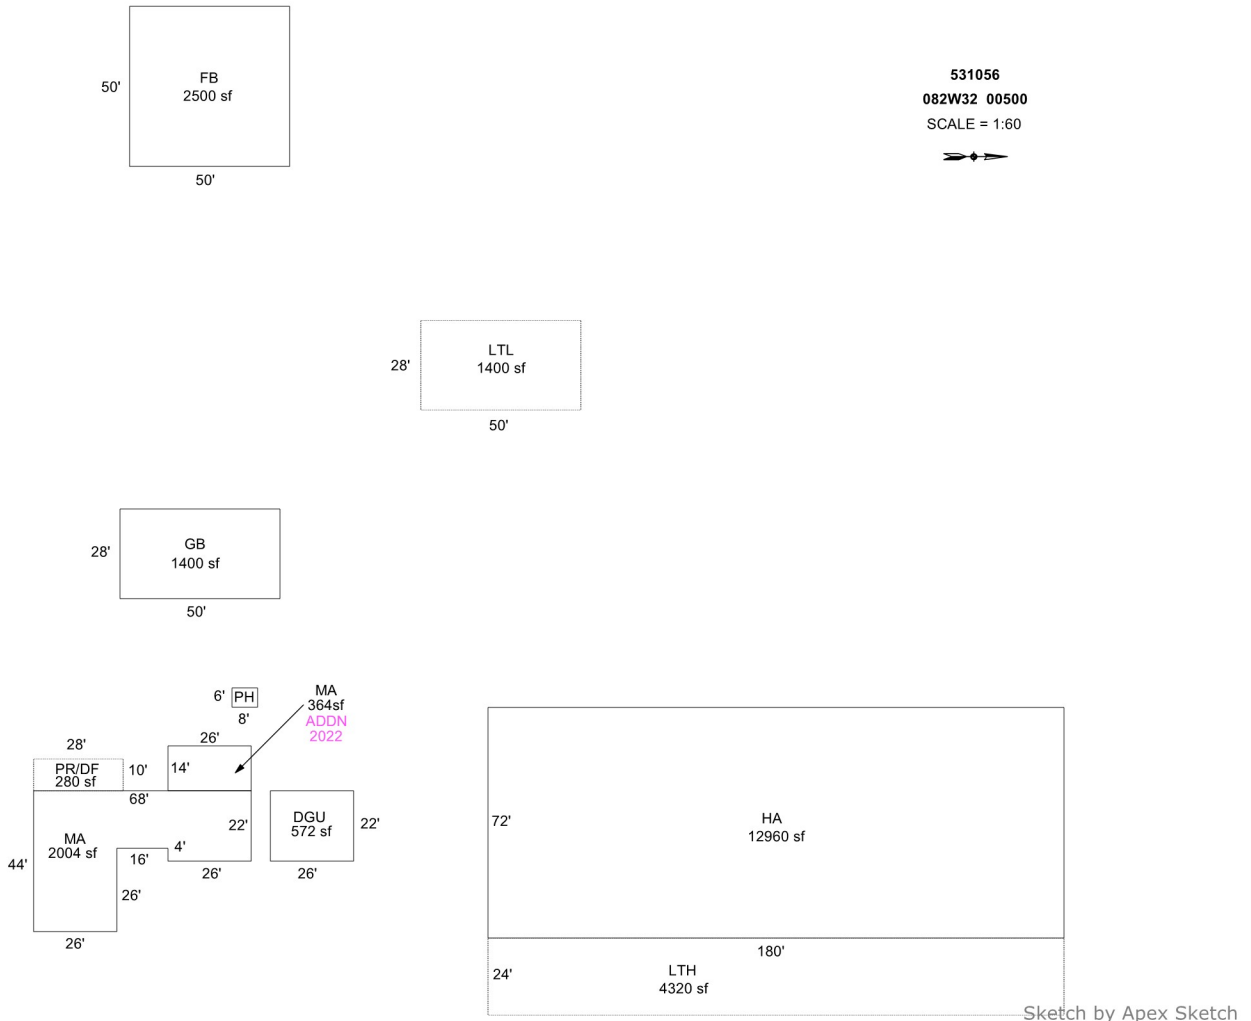 50'
FB
2500 sf
50'
531056
082W32 00500
SCALE = 1:60
28'
LTL
1400 sf
50'
28'
GB
1400 sf
50'
6'
PH
8'
MA
364sf
ADDN
2022
28'
PR/DF
280 sf
10'
26'
14'
68'
44'
MA
2004 sf
22'
4'
16'
26'
26'
26'
DGU
572 sf
22'
26'
72'
HA
12960 sf
180'
24'
LTH
4320 sf
Sketch by Apex Sketch